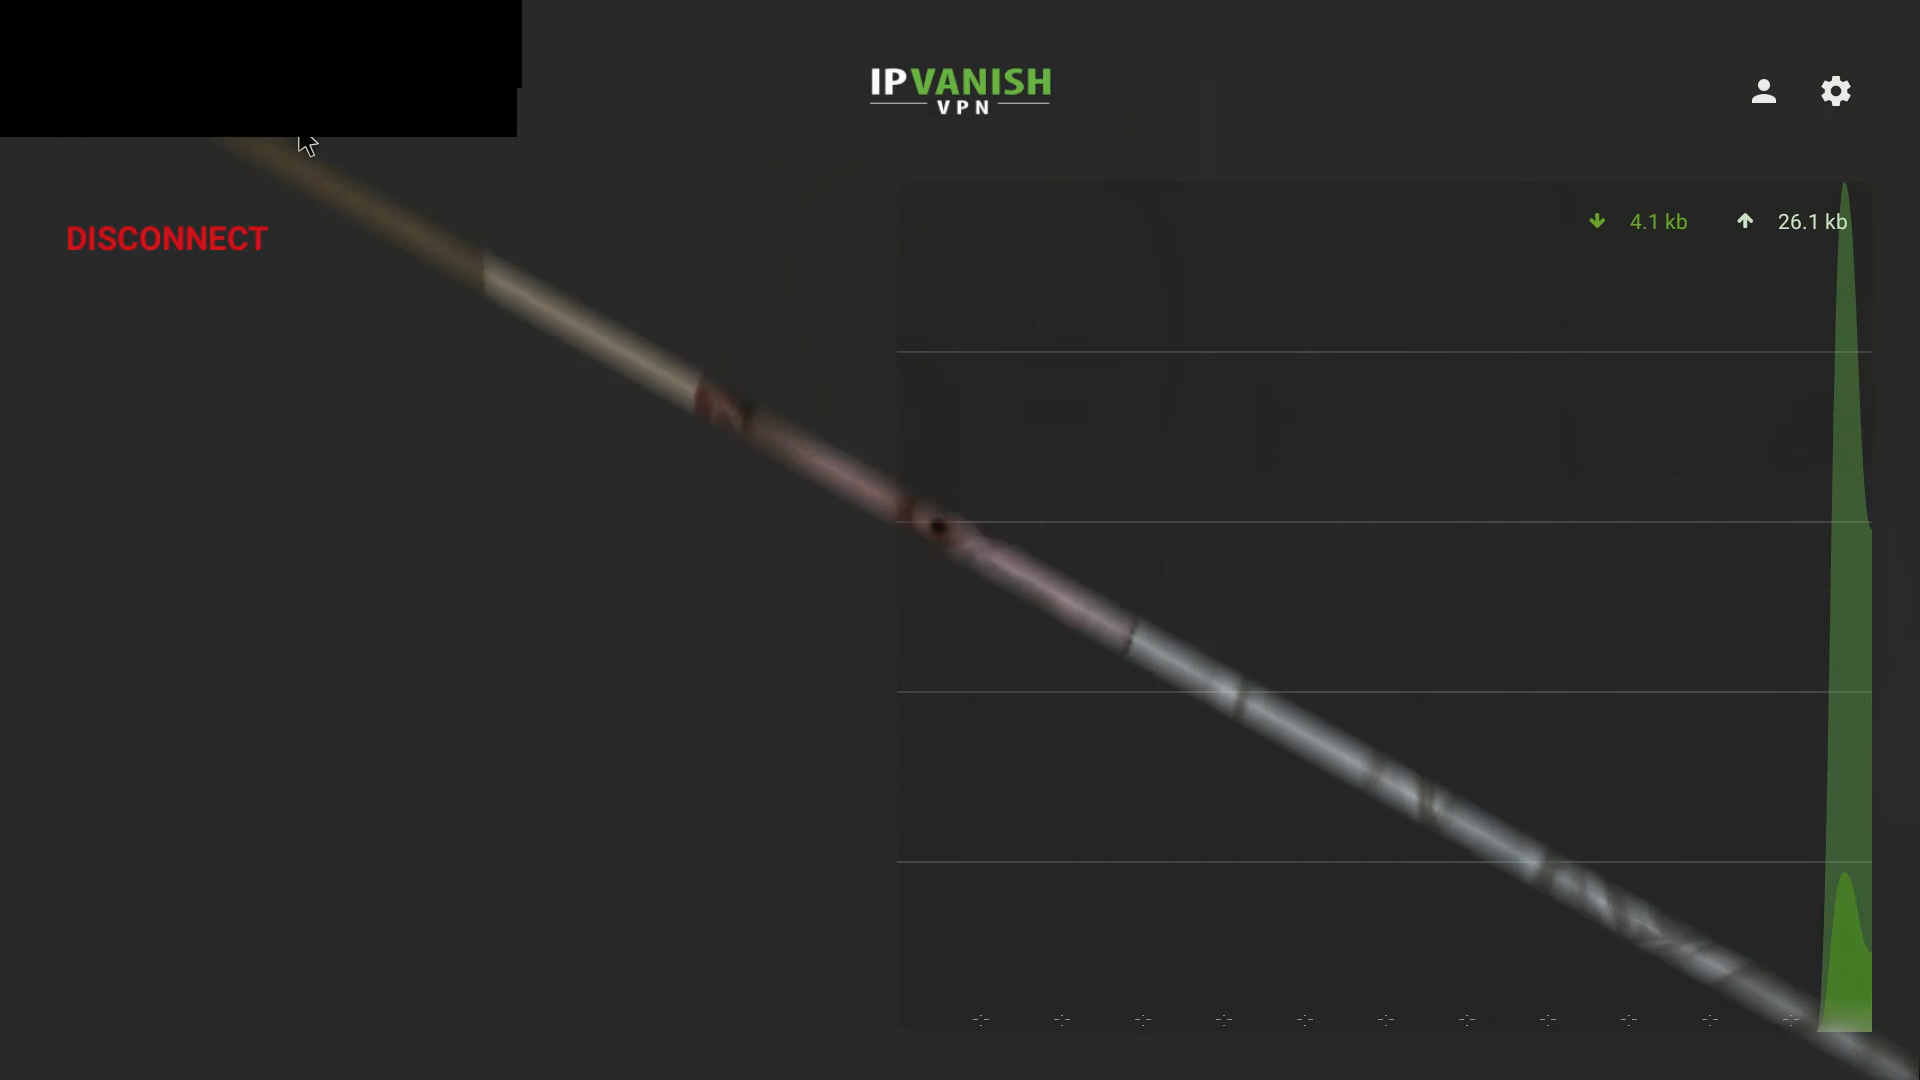 IPVANISH
VPN
DISCONNECT
4.1 kb
26.1 kb